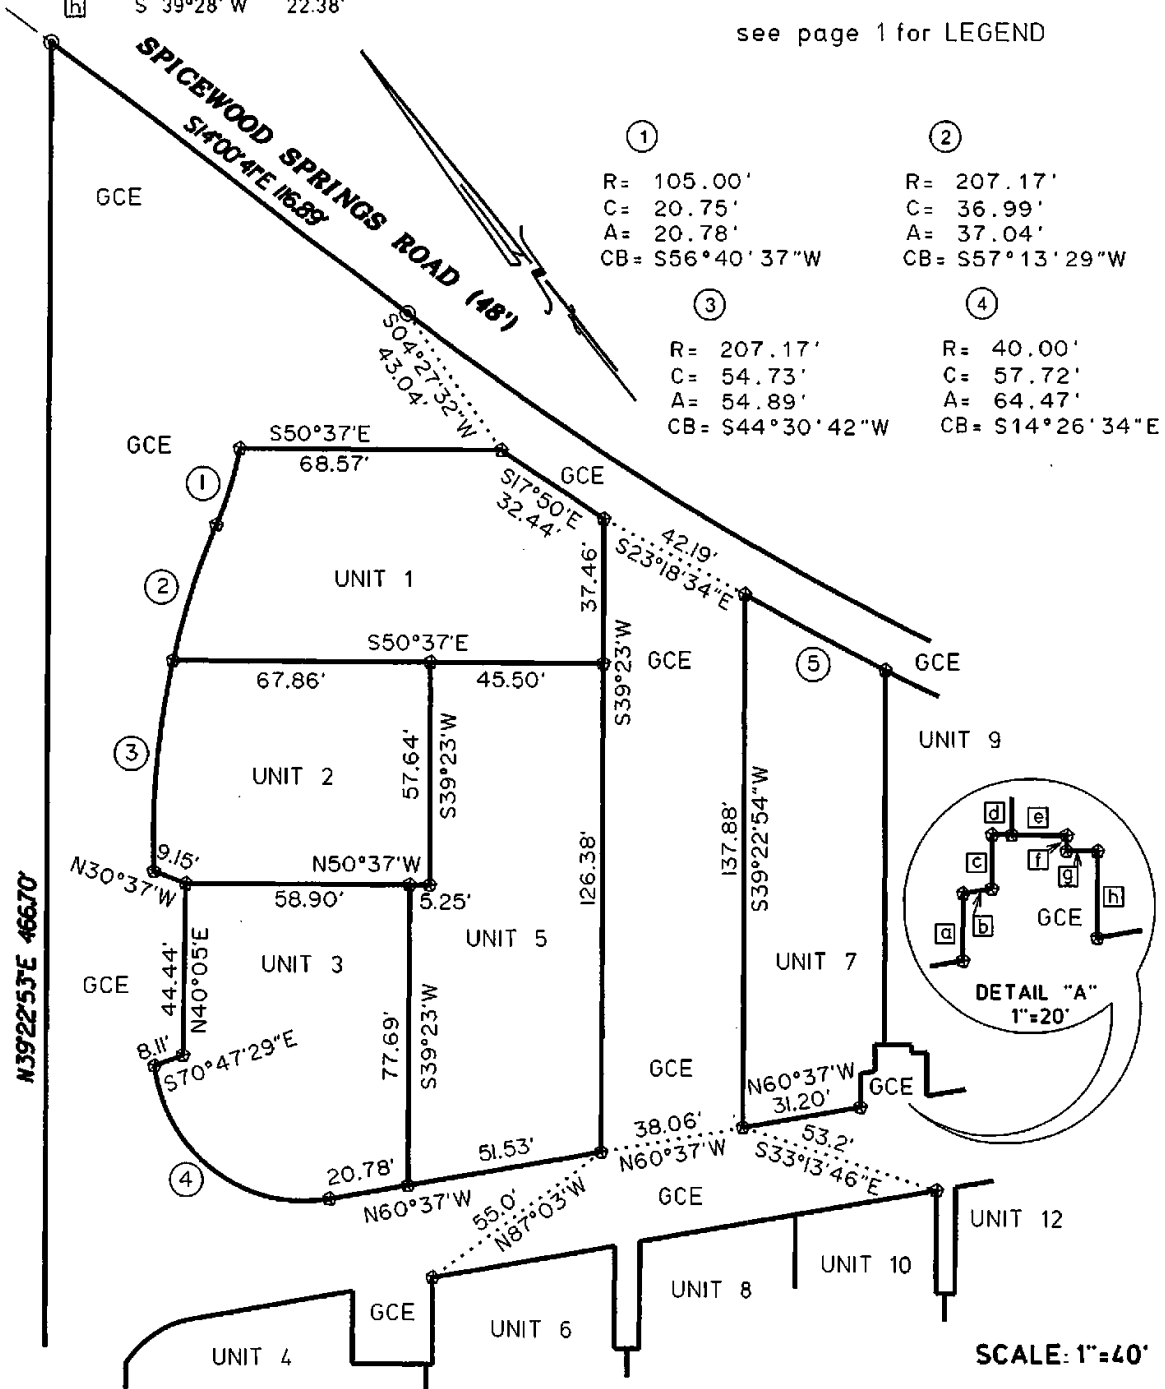 h S 39°28' W 22.38'
see page 1 for LEGEND
SPICEWOOD SPRINGS ROAD (48')
S14°00'41"E 116.89'
GCE
1
R= 105.00'
C= 20.75'
A= 20.78'
CB= S56°40'37"W
2
R= 207.17'
C= 36.99'
A= 37.04'
CB= S57°13'29"W
3
R= 207.17'
C= 54.73'
A= 54.89'
CB= S44°30'42"W
4
R= 40.00'
C= 57.72'
A= 64.47'
CB= S14°26'34"E
S04°27'32"W
43.04'
GCE
S50°37'E
68.57'
GCE
S17°50'E
32.44'
1
42.19'
S23°18'34"E
2
UNIT 1
37.46'
S39°23'W
S50°37'E
67.86'
45.50'
GCE
5
GCE
3
UNIT 2
57.64'
S39°23'W
UNIT 9
137.88'
S39°22'54"W
126.38'
9.15'
N30°37'W
N50°37'W
58.90'
5.25'
N39°22'53"E 466.70'
GCE
44.44'
N40°05'E
UNIT 3
UNIT 5
UNIT 7
77.69'
S39°23'W
d
e
c
f
g
a
b
h
GCE
DETAIL "A"
1"=20'
8.11'
S70°47'29"E
GCE
N60°37'W
31.20'
GCE
4
20.78'
51.53'
38.06'
N60°37'W
N60°37'W
53.2'
S33°13'46"E
55.0'
N87°03'W
GCE
UNIT 12
UNIT 10
UNIT 8
GCE
UNIT 6
UNIT 4
SCALE: 1"=40'